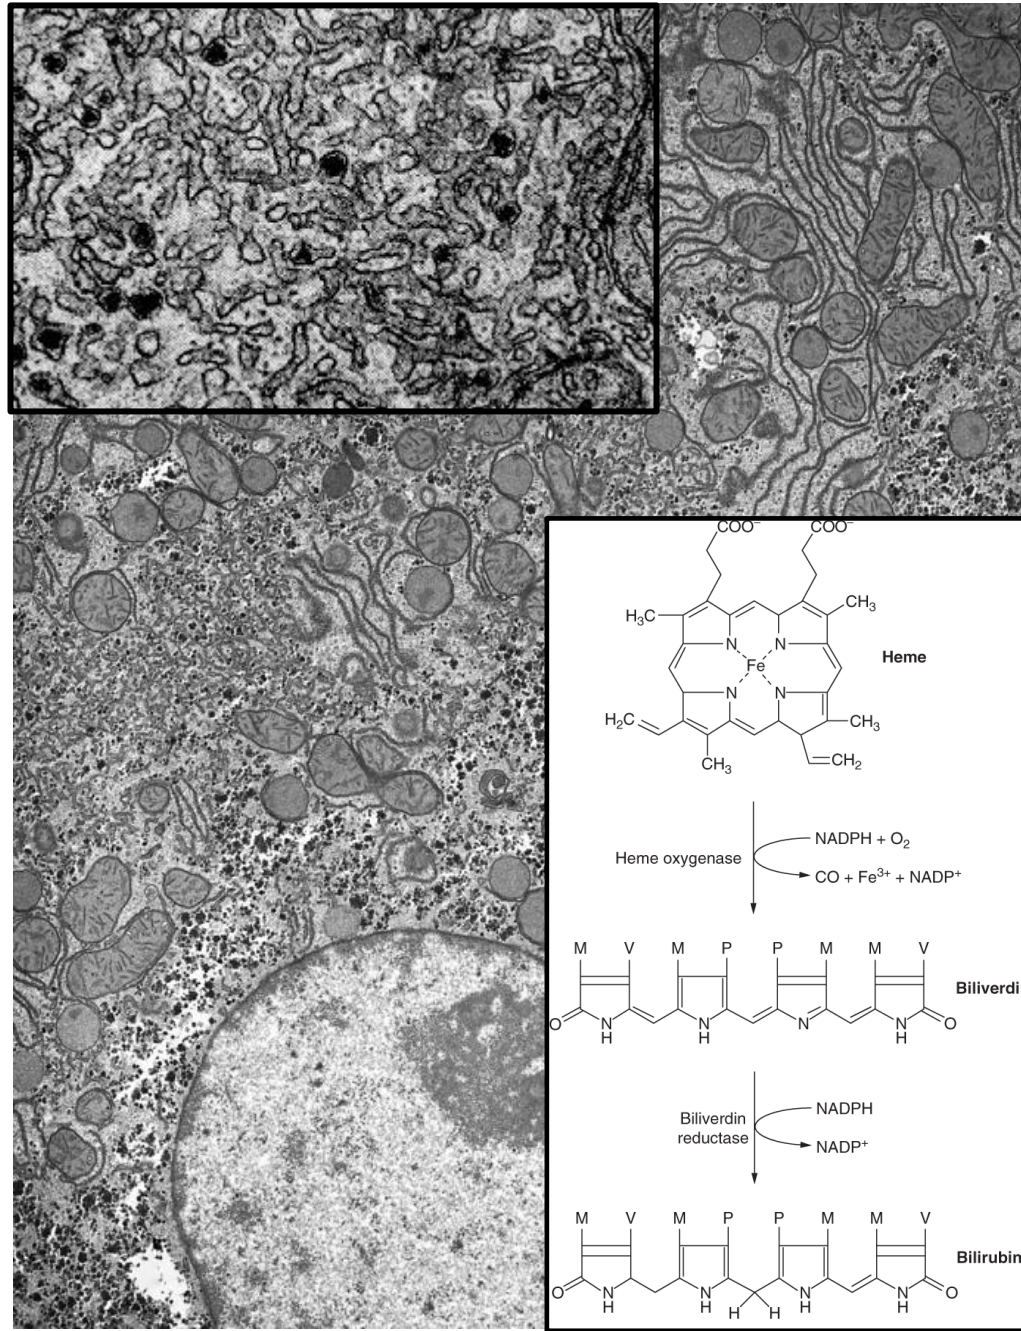 COO⁻ COO⁻
H₃C CH₃
N N
Fe
Heme
N N
H₂C CH₃
CH₃ CH₂
NADPH + O₂
Heme oxygenase
CO + Fe³⁺ + NADP⁺
M V M P P M M V
Biliverdi
O N H N H N N H O
NADPH
Biliverdin
reductase
NADP⁺
M V M P P M M V
Bilirubin
O N H N H H H N H N H O